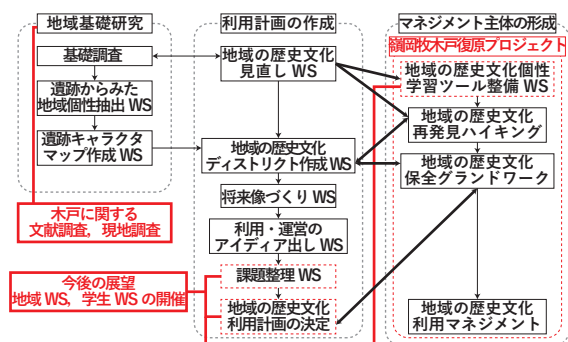 地域基礎研究
基礎調査
遺跡からみた
地域個性抽出 WS
遺跡キャラクタ
マップ作成 WS
木戸に関する
文献調査，現地調査
今後の展望
地域 WS，学生 WS の開催
利用計画の作成
地域の歴史文化
見直し WS
地域の歴史文化
ディストリクト作成 WS
将来像づくり WS
利用・運営の
アイディア出し WS
課題整理 WS
地域の歴史文化
利用計画の決定
マネジメント主体の形成
嶺岡牧木戸復原プロジェクト
地域の歴史文化個性
学習ツール整備 WS
地域の歴史文化
再発見ハイキング
地域の歴史文化
保全グランドワーク
地域の歴史文化
利用マネジメント